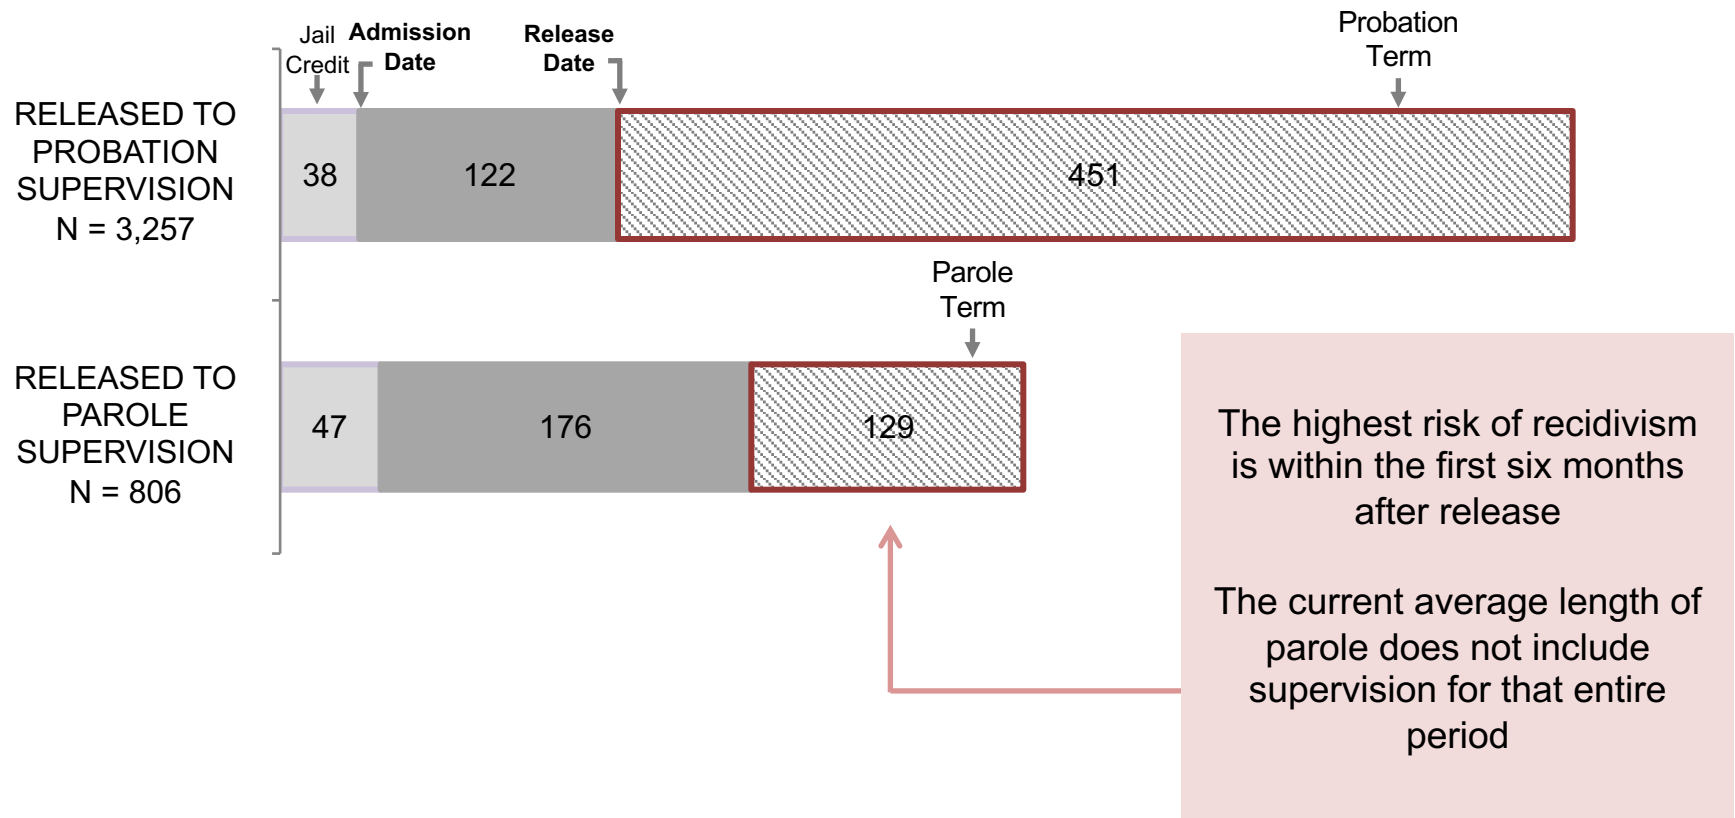 Jail
Credit
Admission
Date
Release
Date
Probation
Term
RELEASED TO
PROBATION
SUPERVISION
N = 3,257
38
122
451
Parole
Term
RELEASED TO
PAROLE
SUPERVISION
N = 806
47
176
129
The highest risk of recidivism
is within the first six months
after release
The current average length of
parole does not include
supervision for that entire
period